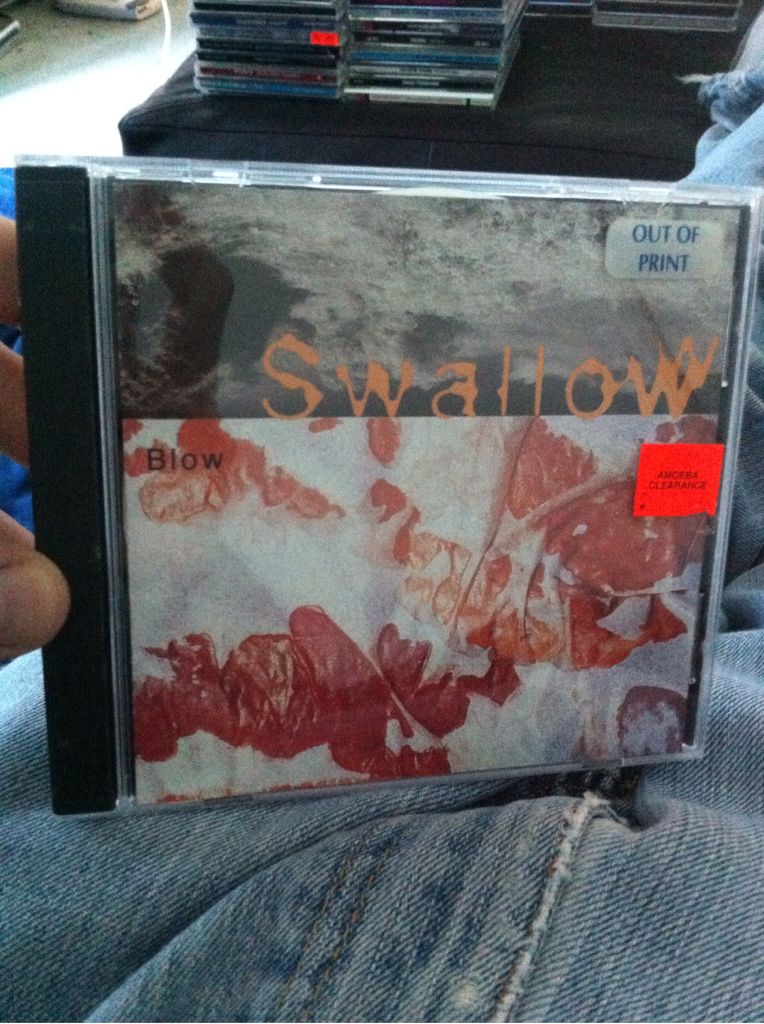 OUT OF
PRINT
Swallow
Blow
AMOEBA
CLEARANCE